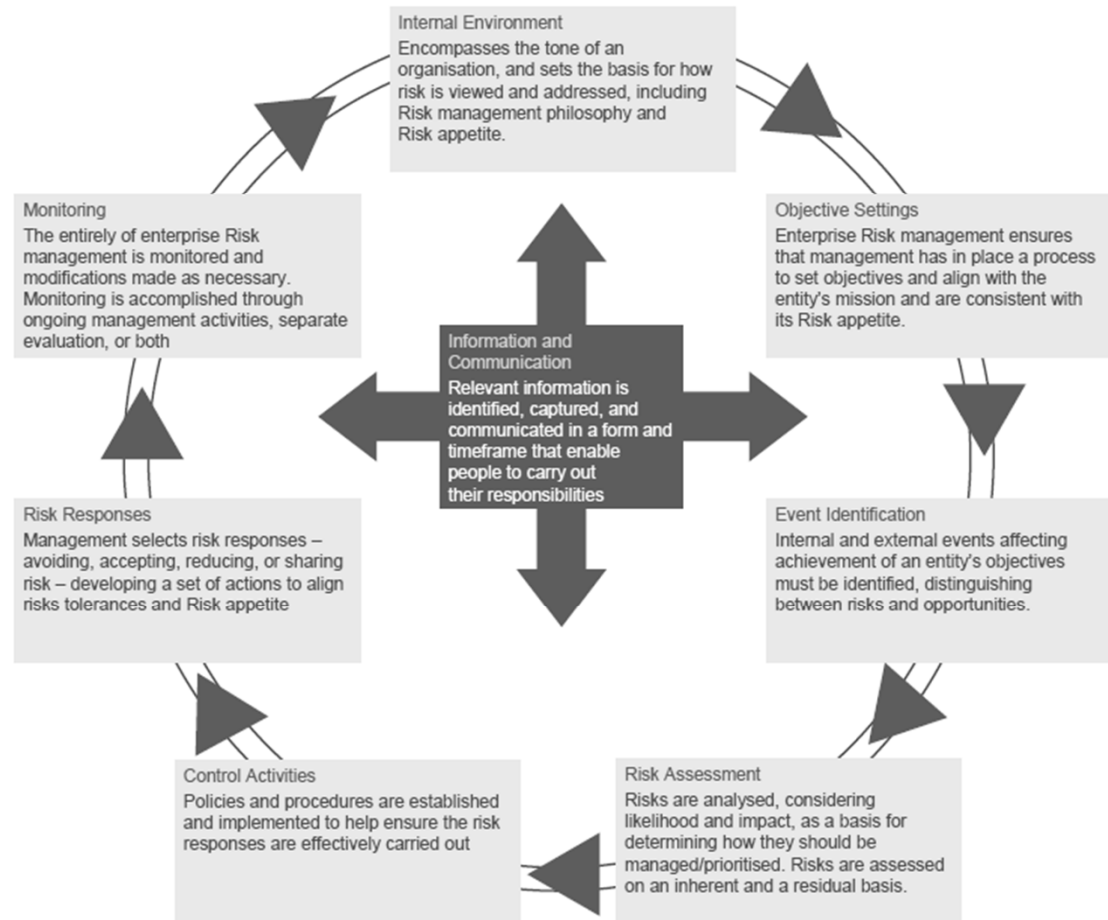 Internal Environment
Encompasses the tone of an
organisation, and sets the basis for how
risk is viewed and addressed, including
Risk management philosophy and
Risk appetite.
Monitoring
The entirely of enterprise Risk
management is monitored and
modifications made as necessary.
Monitoring is accomplished through
ongoing management activities, separate
evaluation, or both
Objective Settings
Enterprise Risk management ensures
that management has in place a process
to set objectives and align with the
entity's mission and are consistent with
its Risk appetite.
Information and
Communication
Relevant information is
identified, captured, and
communicated in a form and
timeframe that enable
people to carry out
their responsibilities
Risk Responses
Management selects risk responses –
avoiding, accepting, reducing, or sharing
risk – developing a set of actions to align
risks tolerances and Risk appetite
Event Identification
Internal and external events affecting
achievement of an entity's objectives
must be identified, distinguishing
between risks and opportunities.
Control Activities
Policies and procedures are established
and implemented to help ensure the risk
responses are effectively carried out
Risk Assessment
Risks are analysed, considering
likelihood and impact, as a basis for
determining how they should be
managed/prioritised. Risks are assessed
on an inherent and a residual basis.